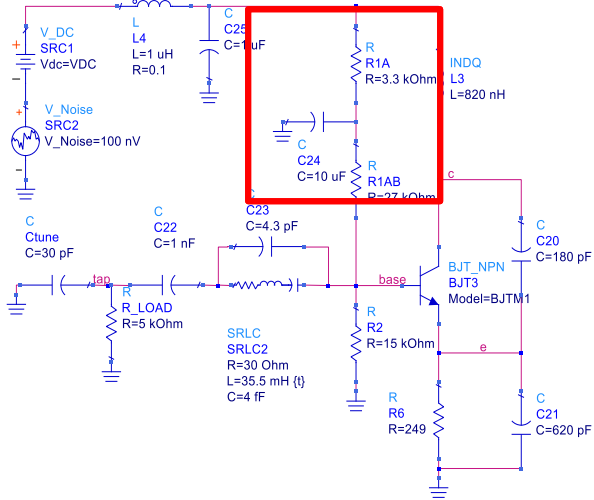 V_DC
SRC1
Vdc=VDC
L
L4
L=1 uH
R=0.1
C
C25
C=1 uF
R
R1A
R=3.3 kOhm
INDQ
L3
L=820 nH
V_Noise
SRC2
V_Noise=100 nV
C
C24
C=10 uF
R
R1AB
R=27 kOhm
c
C
Ctune
C=30 pF
C
C22
C=1 nF
C
C23
C=4.3 pF
C
C20
C=180 pF
tap
R
R_LOAD
R=5 kOhm
base
BJT_NPN
BJT3
Model=BJTM1
SRLC
SRLC2
R=30 Ohm
L=35.5 mH {t}
C=4 fF
R
R2
R=15 kOhm
e
R
R6
R=249
C
C21
C=620 pF